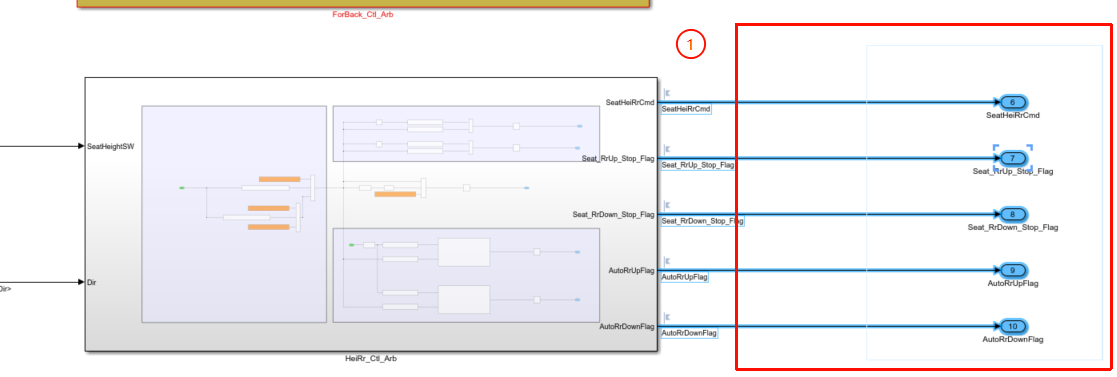 ForBack_Ctl_Arb
1
SeatHeiRrCmd
SeatHeiRrCmd
6
SeatHeiRrCmd
SeatHeightSW
Seat_RrUp_Stop_Flag
Seat_RrUp_Stop_Flag
7
Seat_RrUp_Stop_Flag
Seat_RrDown_Stop_Flag
Seat_RrDown_Stop_Flag
8
Seat_RrDown_Stop_Flag
AutoRrUpFlag
AutoRrUpFlag
9
AutoRrUpFlag
Dir
Dir>
AutoRrDownFlag
AutoRrDownFlag
10
AutoRrDownFlag
HeiRr_Ctl_Arb